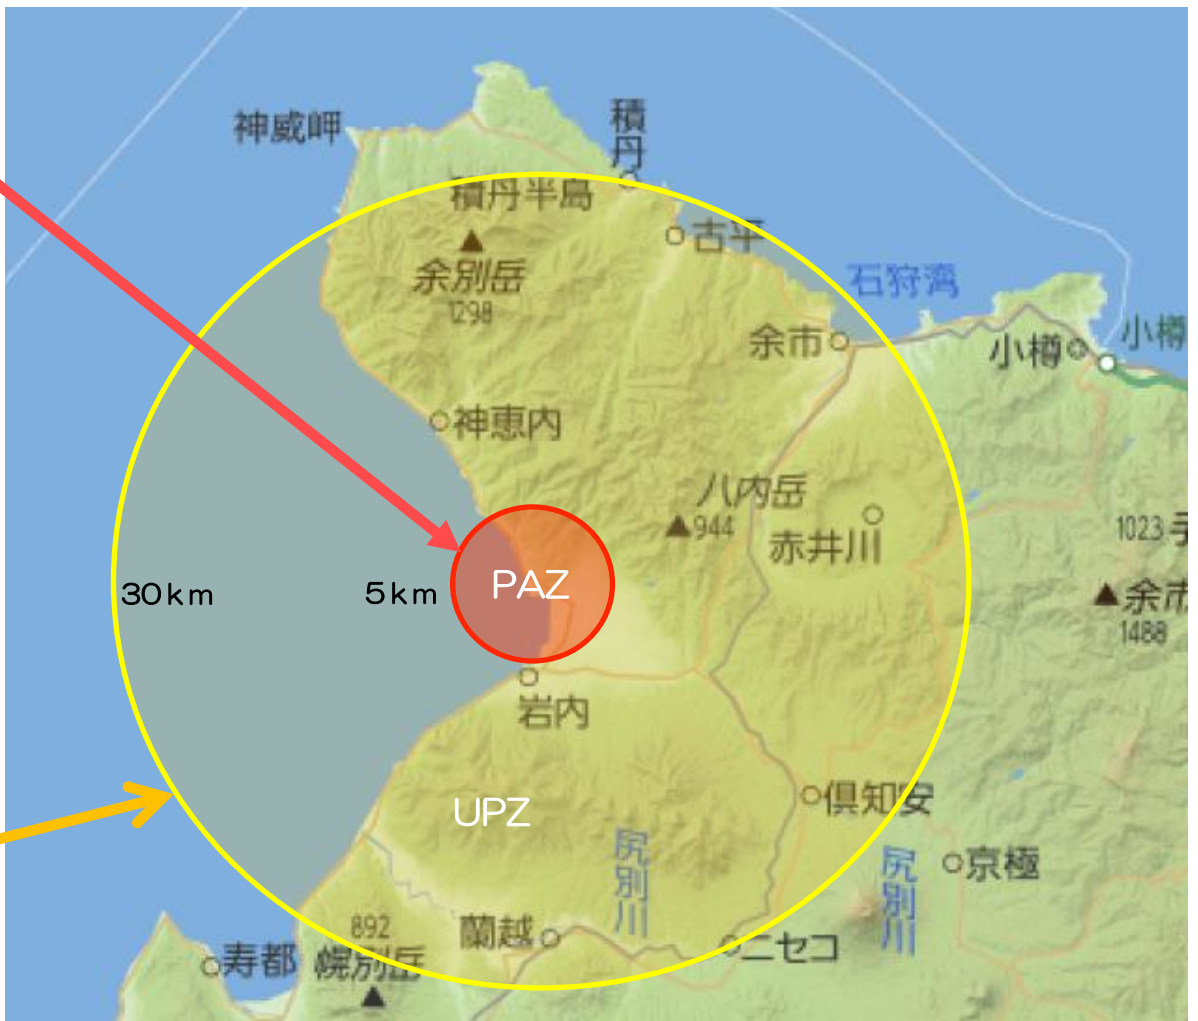 神威岬
積丹
積丹半島
古平
余別岳
1298
石狩湾
余市
小樽
小樽
神恵内
八内岳
944
赤井川
1023
手
PAZ
30km
5km
余市
1488
岩内
倶知安
UPZ
尻別川
尻別川
京極
892
蘭越
ニセコ
寿都
幌別岳